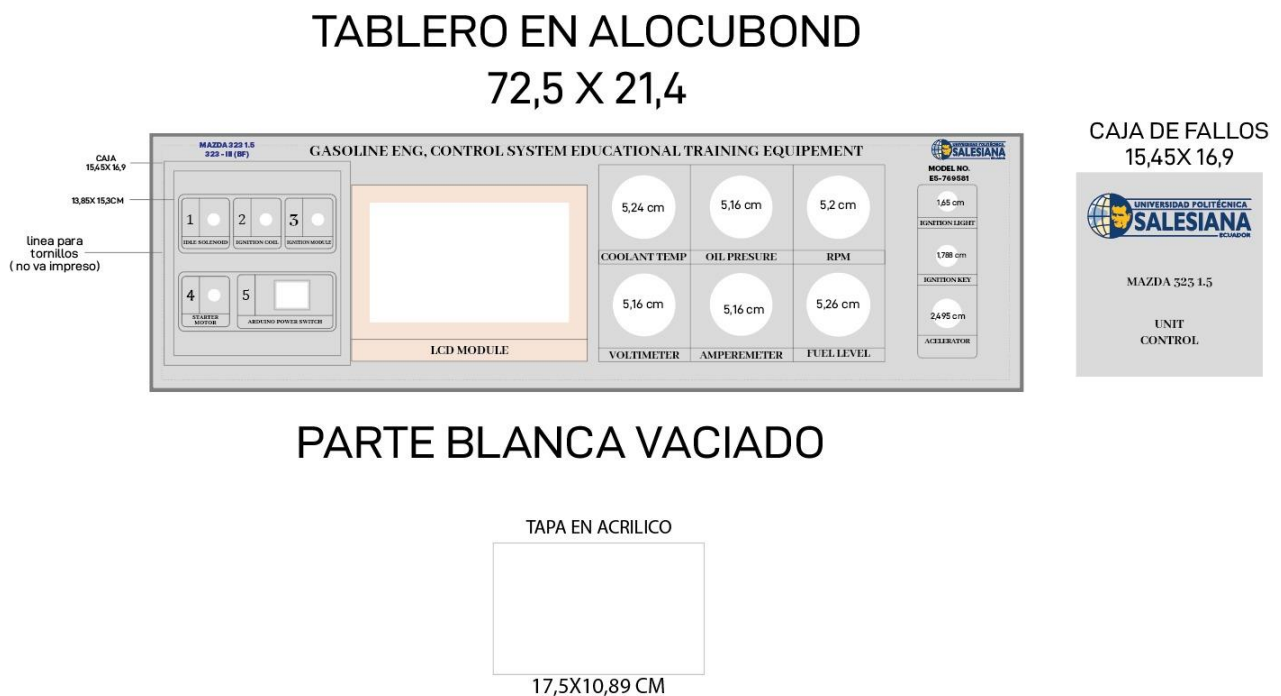 TABLERO EN ALOCUBOND
72,5 X 21,4
CAJA DE FALLOS
15,45X 16,9
CAJA
15,45X 16,9
13,85X 15,3CM
linea para
tornillos
( no va impreso)
MAZDA 323 1.5
323 - III (BF)
GASOLINE ENG, CONTROL SYSTEM EDUCATIONAL TRAINING EQUIPEMENT
UNIVERSIDAD POLITÉCNICA
SALESIANA
ECUADOR
MODEL NO.
E5-769581
1
IDLE SOLENOID
2
IGNITION COIL
3
IGNITION MODULE
4
STARTER
MOTOR
5
ARDUINO POWER SWITCH
LCD MODULE
5,24 cm
5,16 cm
5,2 cm
COOLANT TEMP
OIL PRESURE
RPM
5,16 cm
5,16 cm
5,26 cm
VOLTIMETER
AMPEREMETER
FUEL LEVEL
1,65 cm
IGNITION LIGHT
1,788 cm
IGNITION KEY
2,495 cm
ACELERATOR
UNIVERSIDAD POLITÉCNICA
SALESIANA
ECUADOR
MAZDA 323 1.5
UNIT
CONTROL
PARTE BLANCA VACIADO
TAPA EN ACRILICO
17,5X10,89 CM